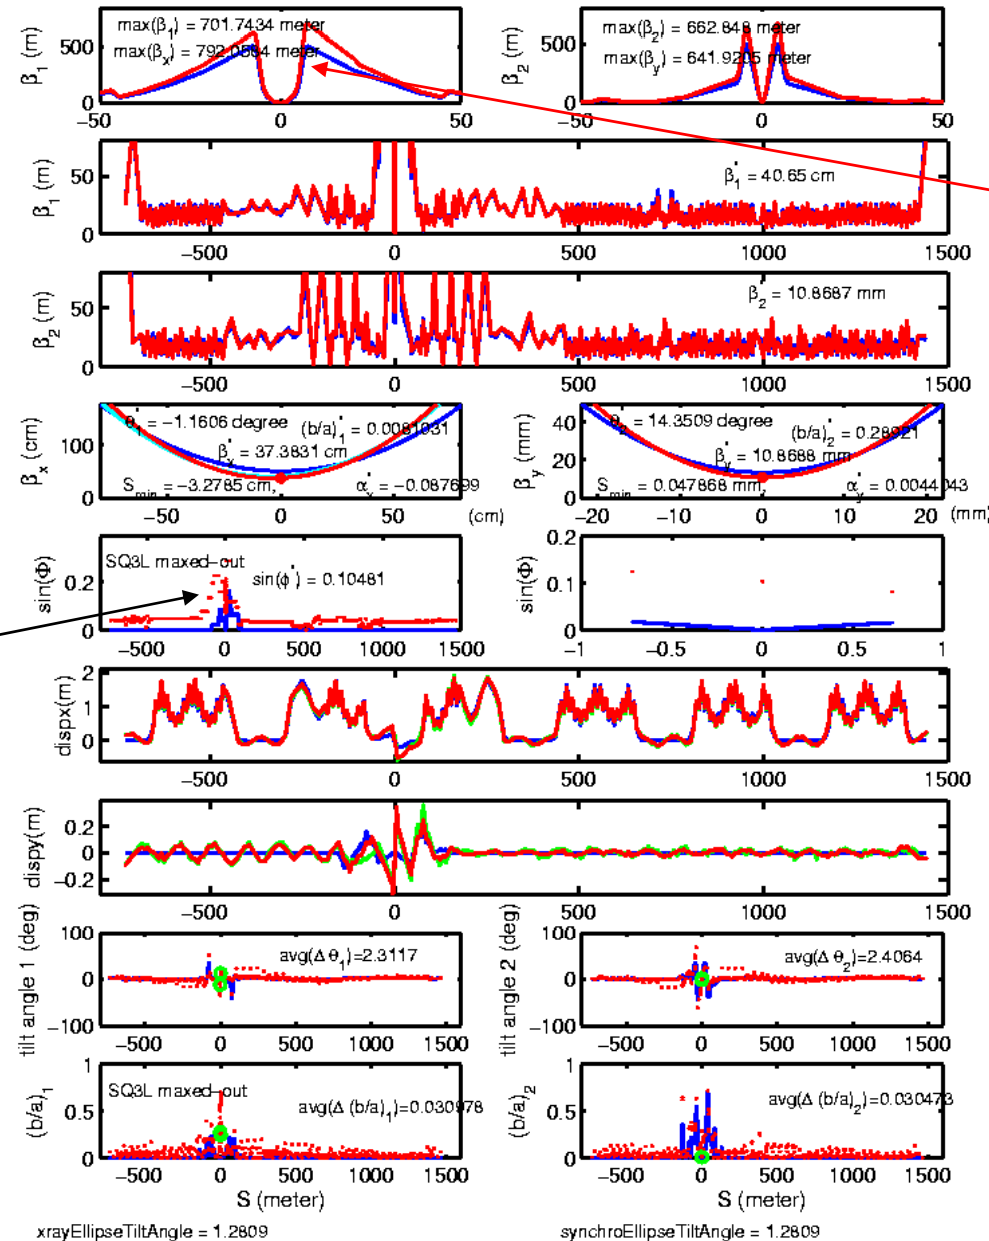 max(β1) = 701.7434 meter
max(βx) = 792.0584 meter
β1 (m)
500
0
−50 0 50
max(β2) = 662.848 meter
max(βy) = 641.9295 meter
β2 (m)
500
0
−50 0 50
β1 (m)
50
0
β1* = 40.65 cm
−500 0 500 1000 1500
β2 (m)
50
0
β2* = 10.8687 mm
−500 0 500 1000 1500
βx (cm)
100
0
= −1.1606 degree
(b/a)1* = 0.0081031
βx* = 37.3831 cm
Smin = −3.2785 cm,
αx* = −0.087699
−50 0 50 (cm)
βy (mm)
40
20
0
= 14.3509 degree
(b/a)2* = 0.28921
βy* = 10.8688 mm
Smin = 0.047868 mm,
αy* = 0.0044043
−20 −10 0 10 20 (mm)
sin(Φ)
0.2
0
SQ3L maxed−out
sin(ϕ*) = 0.10481
−500 0 500 1000 1500
sin(Φ)
0.2
0.1
0
−1 −0.5 0 0.5 1
dispx(m)
2
1
0
−500 0 500 1000 1500
dispy(m)
0.2
0
−0.2
−500 0 500 1000 1500
tilt angle 1 (deg)
100
0
−100
avg(Δ θ1)=2.3117
−500 0 500 1000 1500
tilt angle 2 (deg)
100
0
−100
avg(Δ θ2)=2.4064
−500 0 500 1000 1500
(b/a)1
1
0.5
0
SQ3L maxed−out
avg(Δ (b/a)1)=0.030978
−500 0 500 1000 1500
S (meter)
(b/a)2
1
0.5
0
avg(Δ (b/a)2)=0.030473
−500 0 500 1000 1500
S (meter)
xrayEllipseTiltAngle = 1.2809
synchroEllipseTiltAngle = 1.2809